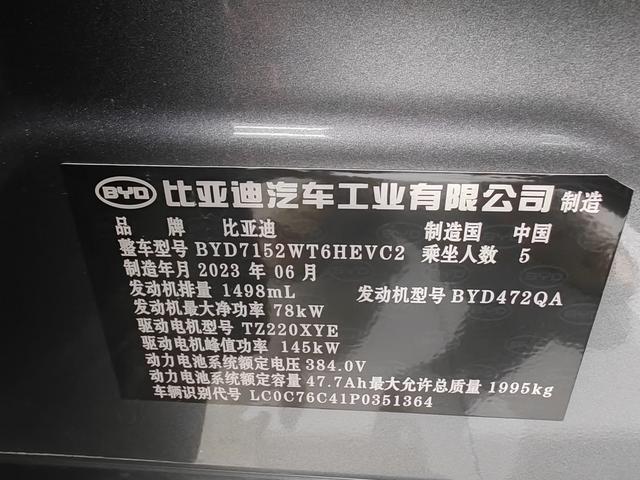 BYD 比亚迪汽车工业有限公司 制造
品 牌 比亚迪 制造国 中国
整车型号 BYD7152WT6HEVC2 乘坐人数 5
制造年月 2023 年 06 月
发动机排量 1498mL 发动机型号 BYD472QA
发动机最大净功率 78kW
驱动电机型号 TZ220XYE
驱动电机峰值功率 145kW
动力电池系统额定电压 384.0V
动力电池系统额定容量 47.7Ah 最大允许总质量 1995kg
车辆识别代号 LC0C76C41P0351364